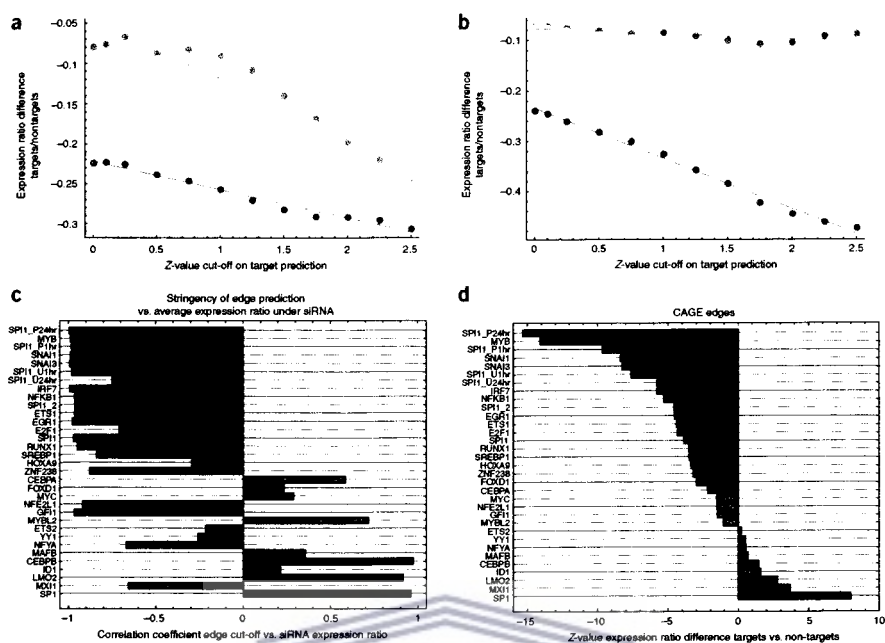 a
Expression ratio difference
targets/nontargets
−0.05
−0.1
−0.15
−0.2
−0.25
−0.3
0
0.5
1
1.5
2
2.5
Z-value cut-off on target prediction
b
Expression ratio difference
targets/nontargets
−0.1
−0.2
−0.3
−0.4
0
0.5
1
1.5
2
2.5
Z-value cut-off on target prediction
c
Stringency of edge prediction
vs. average expression ratio under siRNA
SPI1_P24hr
MYB
SPI1_P1hr
SNAI1
SNAI3
SPI1_U1hr
SPI1_U24hr
IRF7
NFKB1
SPI1_2
ETS1
EGR1
E2F1
SPI1
RUNX1
SREBP1
HOXA9
ZNF238
CEBPA
FOXD1
MYC
NFE2L1
GFI1
MYBL2
ETS2
YY1
NFYA
MAFB
CEBPB
ID1
LMO2
MXI1
SP1
−1
−0.5
0
0.5
1
Correlation coefficient edge cut-off vs. siRNA expression ratio
d
CAGE edges
SPI1_P24hr
MYB
SPI1_P1hr
SNAI1
SNAI3
SPI1_U1hr
SPI1_U24hr
IRF7
NFKB1
SPI1_2
EGR1
ETS1
E2F1
SPI1
RUNX1
SREBP1
HOXA9
ZNF238
FOXD1
CEBPA
MYC
NFE2L1
GFI1
MYBL2
ETS2
YY1
NFYA
MAFB
CEBPB
ID1
LMO2
MXI1
SP1
−15
−10
−5
0
5
10
Z-value expression ratio difference targets vs. non-targets